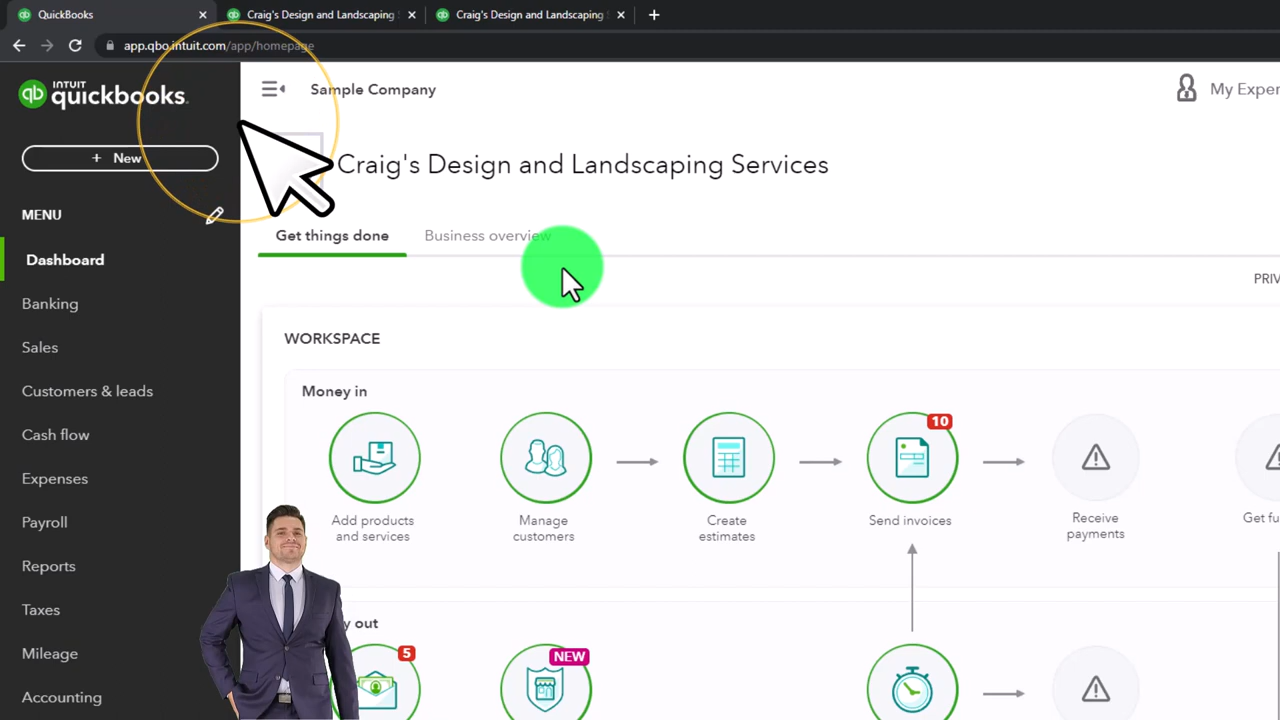 QuickBooks
Craig's Design and Landscaping
Craig's Design and Landscaping
app.qbo.intuit.com/app/homepage
INTUIT
quickbooks.
qb
Sample Company
My Exper
+ New
Craig's Design and Landscaping Services
MENU
Get things done
Business overview
Dashboard
PRIV
Banking
WORKSPACE
Sales
Customers & leads
Cash flow
Expenses
Payroll
Reports
Taxes
Mileage
Accounting
Money in
10
Add products
and services
Manage
customers
Create
estimates
Send invoices
Receive
payments
Get fu
y out
5
NEW